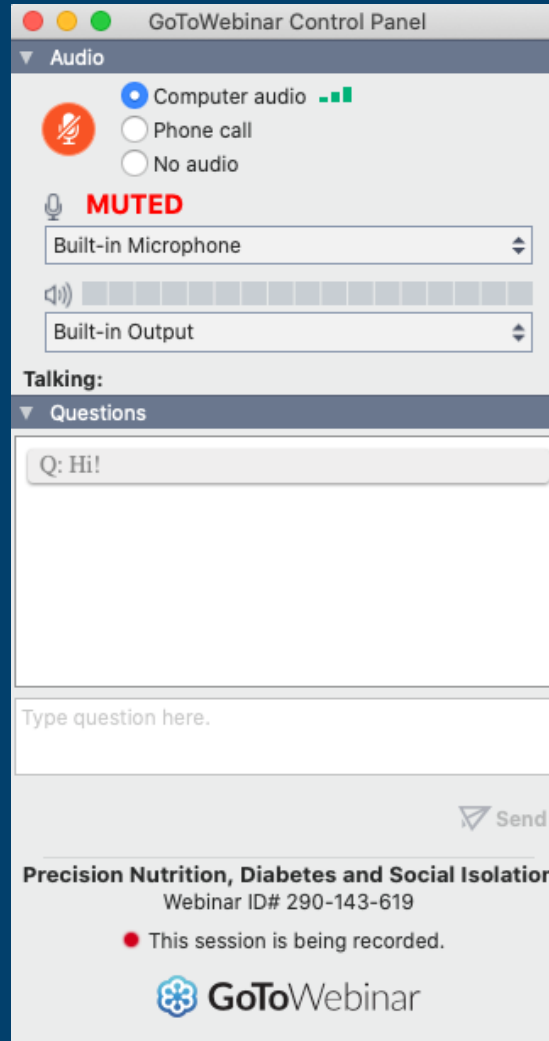 GoToWebinar Control Panel
Audio
Computer audio
Phone call
No audio
MUTED
Built-in Microphone
Built-in Output
Talking:
Questions
Q: Hi!
Type question here.
Send
Precision Nutrition, Diabetes and Social Isolation
Webinar ID# 290-143-619
This session is being recorded.
GoToWebinar